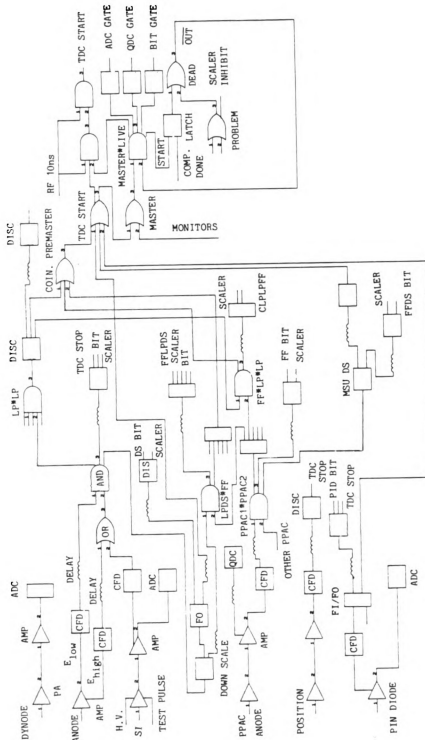 DYNODE
PA
AMP
ADC
ANODE
AMP
E low
E high
CFD
DELAY
CFD
DELAY
OR
AND
LP*LP
DISC
DISC
TDC STOP
BIT
SCALER
H.V.
SI
TEST PULSE
AMP
CFD
ADC
DS BIT
DIS
SCALER
FO
DOWN SCALE
FFLPDS
SCALER
BIT
LPDS*FF
PPAC
ANODE
AMP
QDC
CFD
OTHER PPAC
PPAC1*PPAC2
FF*LP*LP
SCALER
CLPLPFF
FF BIT
SCALER
POSITION
CFD
DISC
TDC
STOP
PID BIT
TDC STOP
FI/FO
CFD
PIN DIODE
ADC
MSU DS
SCALER
FFDS BIT
COIN. PREMASTER
TDC START
RF 10ns
TDC START
MASTER
MONITORS
MASTER*LIVE
ADC GATE
QDC GATE
BIT GATE
START
COMP. LATCH
DONE
DEAD
OUT
SCALER
INHIBIT
PROBLEM